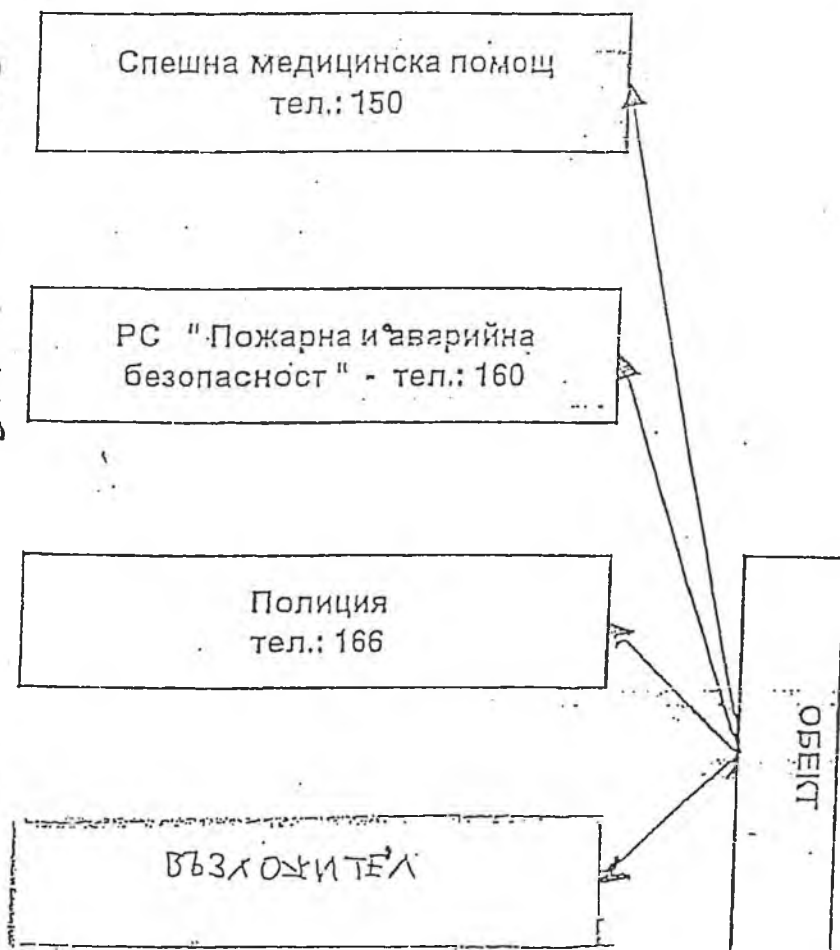 Спешна медицинска помощ
тел.: 150
РС " Пожарна и аварийна
безопасност " - тел.: 160
Полиция
тел.: 166
ВЪЗЛОЖИТЕЛ
ОБЕКТ